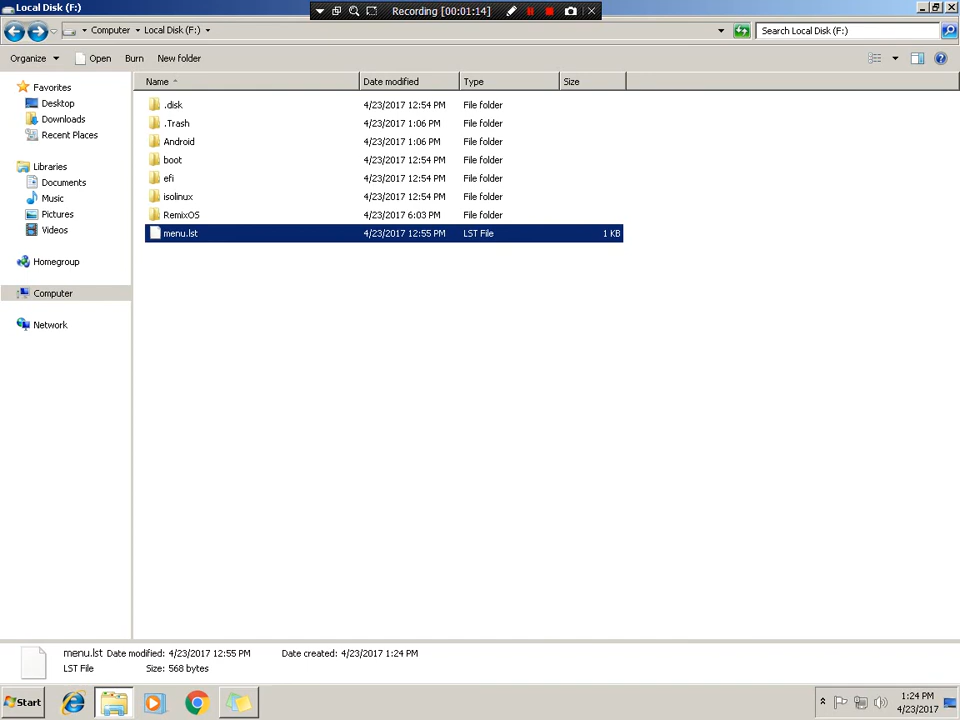 Local Disk (F:)
Recording [00:01:14]
Computer Local Disk (F:)
Search Local Disk (F:)
Organize Open Burn New folder
Name Date modified Type Size
Favorites
Desktop
Downloads
Recent Places
Libraries
Documents
Music
Pictures
Videos
Homegroup
Computer
Network
.disk 4/23/2017 12:54 PM File folder
.Trash 4/23/2017 1:06 PM File folder
Android 4/23/2017 1:06 PM File folder
boot 4/23/2017 12:54 PM File folder
efi 4/23/2017 12:54 PM File folder
isolinux 4/23/2017 12:54 PM File folder
RemixOS 4/23/2017 6:03 PM File folder
menu.lst 4/23/2017 12:55 PM LST File 1 KB
menu.lst Date modified: 4/23/2017 12:55 PM Date created: 4/23/2017 1:24 PM
LST File Size: 568 bytes
Start
1:24 PM
4/23/2017